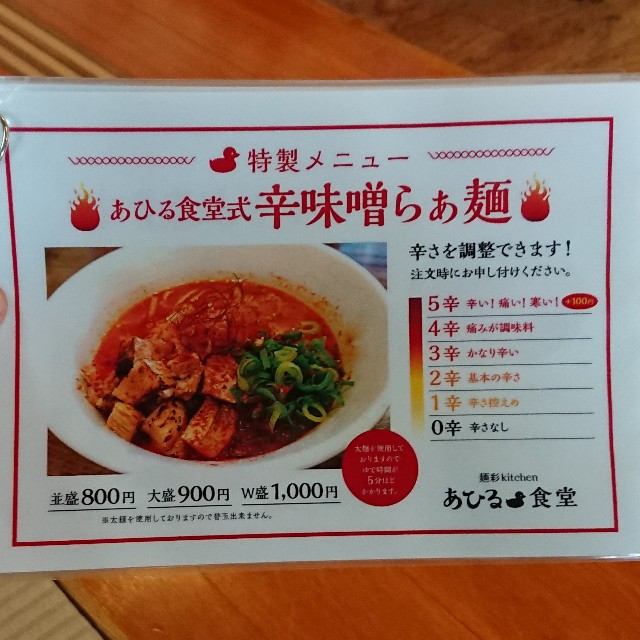 特製メニュー
あひる食堂式 辛味噌らぁ麺
辛さを調整できます!
注文時にお申し付けください。
5辛 辛い!痛い!寒い! +100円
4辛 痛みが調味料
3辛 かなり辛い
2辛 基本の辛さ
1辛 辛さ控えめ
0辛 辛さなし
太麺を使用して
おりますので
ゆで時間が
5分ほど
かかります。
並盛800円 大盛900円 W盛1,000円
※太麺を使用しておりますので替玉出来ません。
麺彩kitchen
あひる食堂